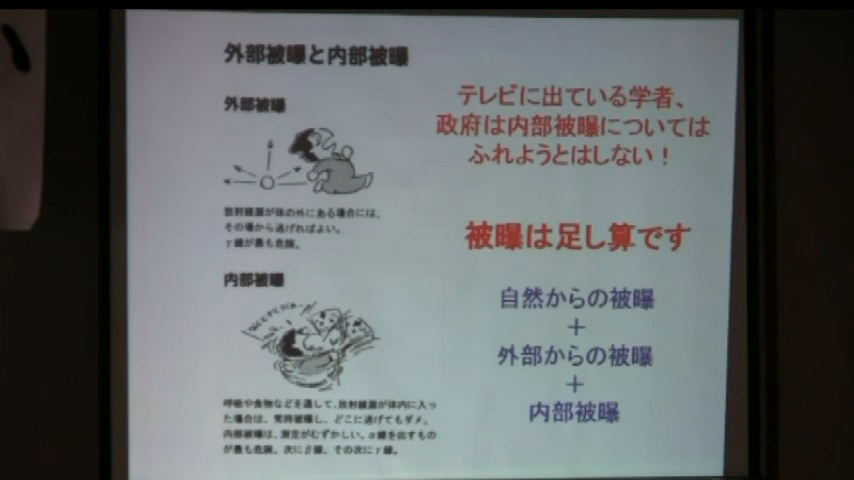 外部被曝と内部被曝
外部被曝
放射線源が体の外にある場合には、
その場から逃げればよい。
γ線が最も危険。
内部被曝
呼吸や食物などを通して、放射線源が体内に入っ
た場合は、常時被曝し、どこに逃げてもダメ。
内部被曝は、測定がむずかしい。α線を出すもの
が最も危険。次にβ線、その次にγ線。
テレビに出ている学者、
政府は内部被曝については
ふれようとはしない！
被曝は足し算です
自然からの被曝
＋
外部からの被曝
＋
内部被曝